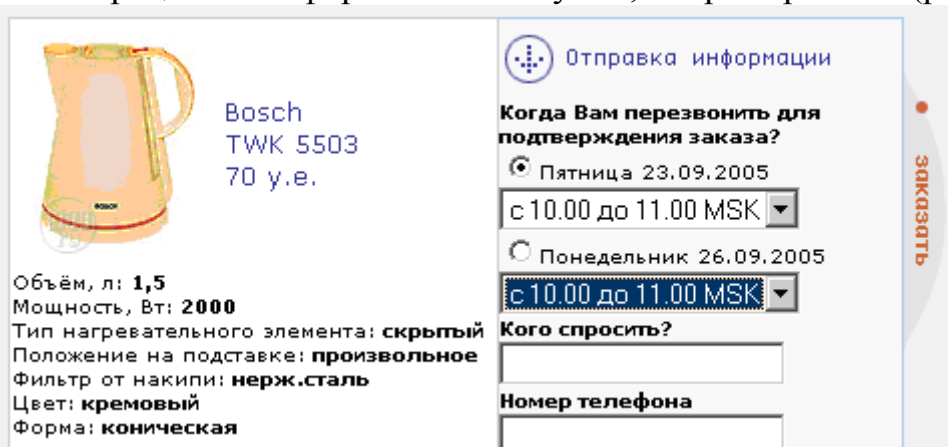 Bosch
TWK 5503
70 у.е.
Объём, л: 1,5
Мощность, Вт: 2000
Тип нагревательного элемента: скрытый
Положение на подставке: произвольное
Фильтр от накипи: нерж.сталь
Цвет: кремовый
Форма: коническая
Отправка информации
Когда Вам перезвонить для
подтверждения заказа?
Пятница 23.09.2005
с 10.00 до 11.00 MSK
Понедельник 26.09.2005
с 10.00 до 11.00 MSK
Кого спросить?
Номер телефона
заказать